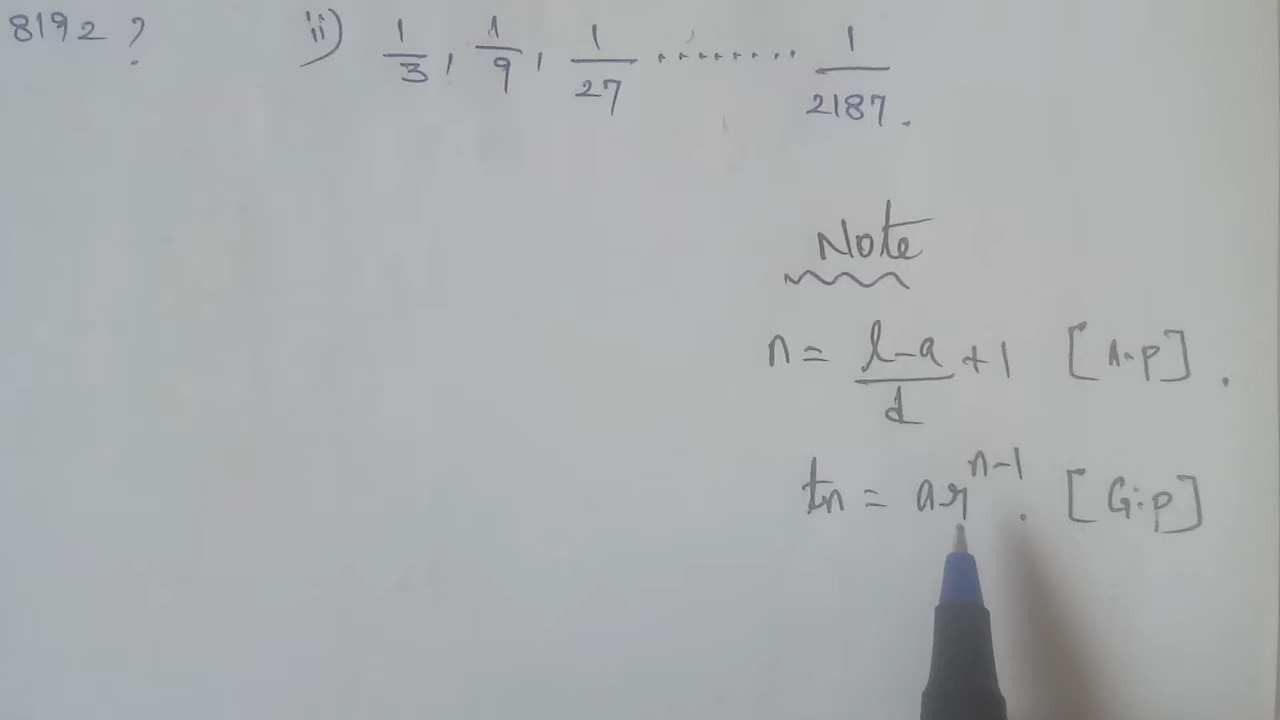 8192 ? ii) 1/3, 1/9, 1/27 ......... 1/2187.
Note
n = l-a/d + 1 [A.p].
tn = ar^n-1. [G.p]